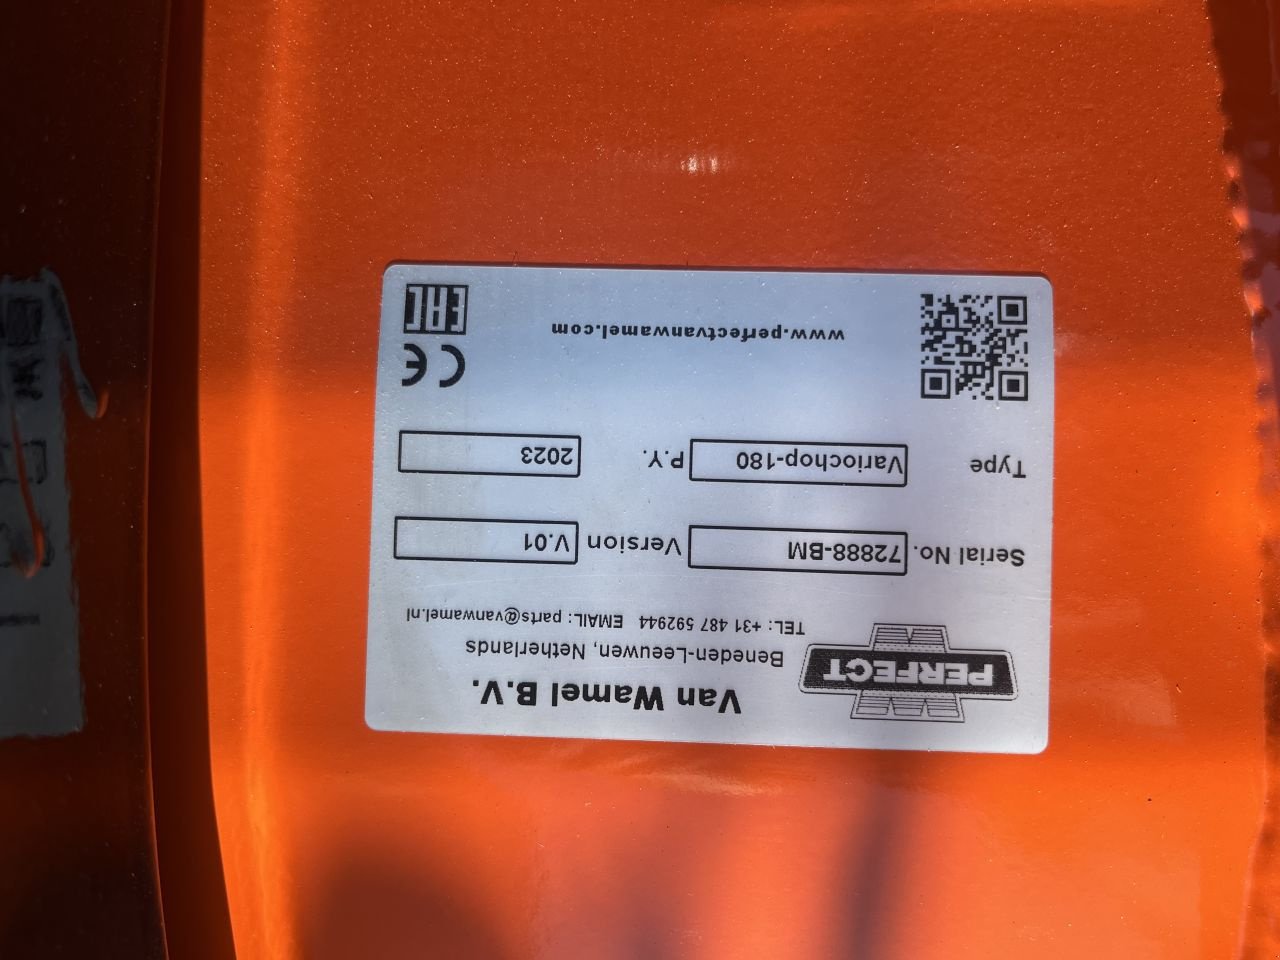 PERFECT
Van Wamel B.V.
Beneden-Leeuwen, Netherlands
TEL: +31 487 592944 EMAIL: parts@vanwamel.nl
Serial No. 72888-BM Version V.01
Type Variochop-180 P.Y. 2023
CE
www.perfectvanwamel.com
EAC